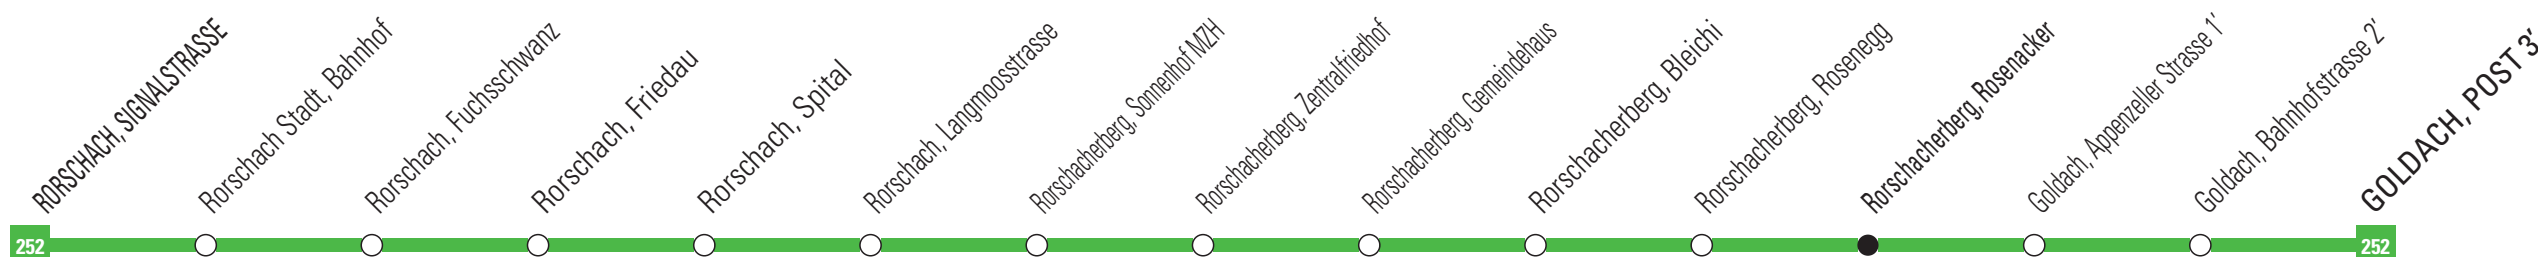 RORSCHACH, SIGNALSTRASSE
Rorschach Stadt, Bahnhof
Rorschach, Fuchsschwanz
Rorschach, Friedau
Rorschach, Spital
Rorschach, Langmoosstrasse
Rorschacherberg, Sonnenhof MZH
Rorschacherberg, Zentralfriedhof
Rorschacherberg, Gemeindehaus
Rorschacherberg, Bleichi
Rorschacherberg, Rosenegg
Rorschacherberg, Rosenacker
Goldach, Appenzeller Strasse 1'
Goldach, Bahnhofstrasse 2'
GOLDACH, POST 3'
252
252